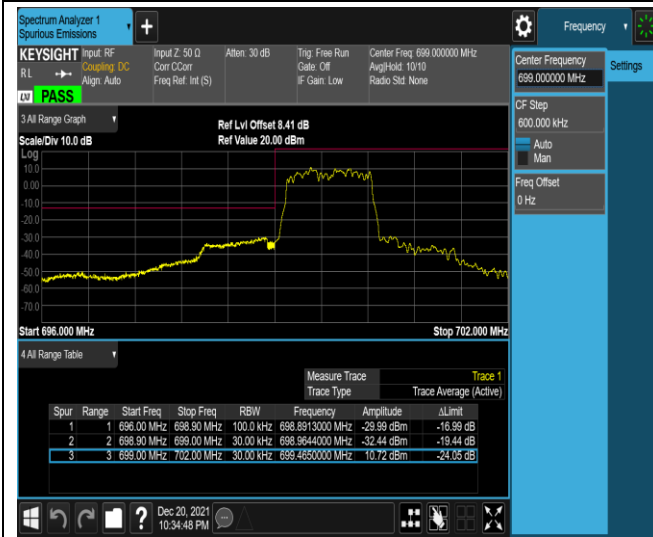 Spectrum Analyzer 1
Spurious Emissions
+
Frequency
KEYSIGHT Input: RF Input Z: 50 Ω Atten: 30 dB Trig: Free Run Center Freq: 699.000000 MHz
RL Coupling: DC Corr CCorr Gate: Off Avg|Hold: 10/10
Align: Auto Freq Ref: Int (S) IF Gain: Low Radio Std: None
PASS
Center Frequency
699.000000 MHz
Settings
CF Step
600.000 kHz
Auto
Man
Freq Offset
0 Hz
3 All Range Graph
Ref Lvl Offset 8.41 dB
Scale/Div 10.0 dB Ref Value 20.00 dBm
Log
10.0
0.00
-10.0
-20.0
-30.0
-40.0
-50.0
-60.0
-70.0
Start 696.000 MHz Stop 702.000 MHz
4 All Range Table
Measure Trace Trace 1
Trace Type Trace Average (Active)
Spur Range Start Freq Stop Freq RBW Frequency Amplitude ΔLimit
1 1 696.00 MHz 698.90 MHz 100.0 kHz 698.8913000 MHz -29.99 dBm -16.99 dB
2 2 698.90 MHz 699.00 MHz 30.00 kHz 698.9644000 MHz -32.44 dBm -19.44 dB
3 3 699.00 MHz 702.00 MHz 30.00 kHz 699.4650000 MHz 10.72 dBm -24.05 dB
? Dec 20, 2021
10:34:48 PM